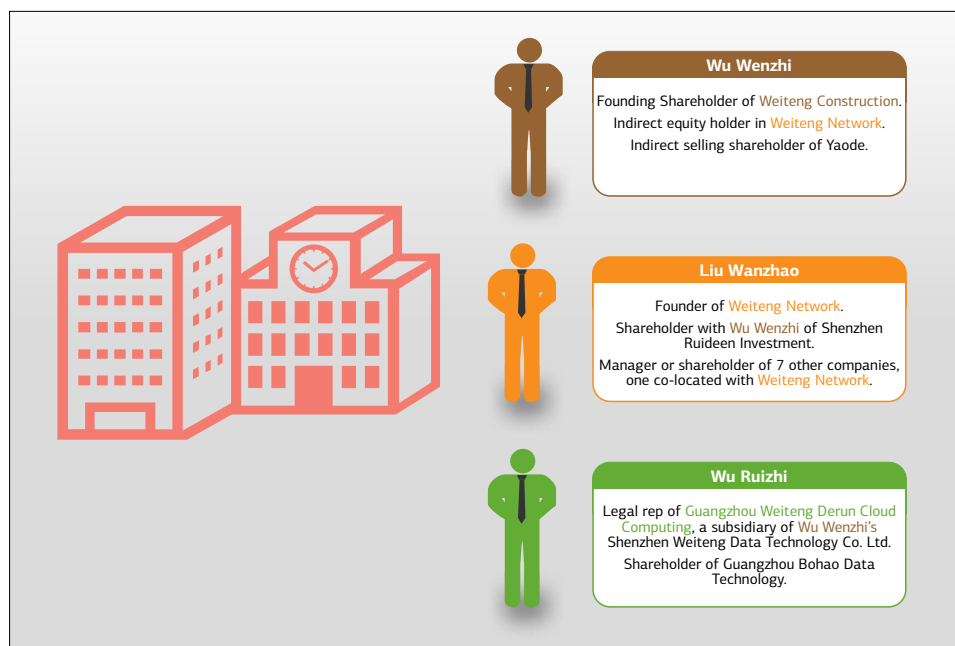 Wu Wenzhi
Founding Shareholder of Weiteng Construction.
Indirect equity holder in Weiteng Network.
Indirect selling shareholder of Yaode.
Liu Wanzhao
Founder of Weiteng Network.
Shareholder with Wu Wenzhi of Shenzhen
Ruideen Investment.
Manager or shareholder of 7 other companies,
one co-located with Weiteng Network.
Wu Ruizhi
Legal rep of Guangzhou Weiteng Derun Cloud
Computing, a subsidiary of Wu Wenzhi's
Shenzhen Weiteng Data Technology Co. Ltd.
Shareholder of Guangzhou Bohao Data
Technology.